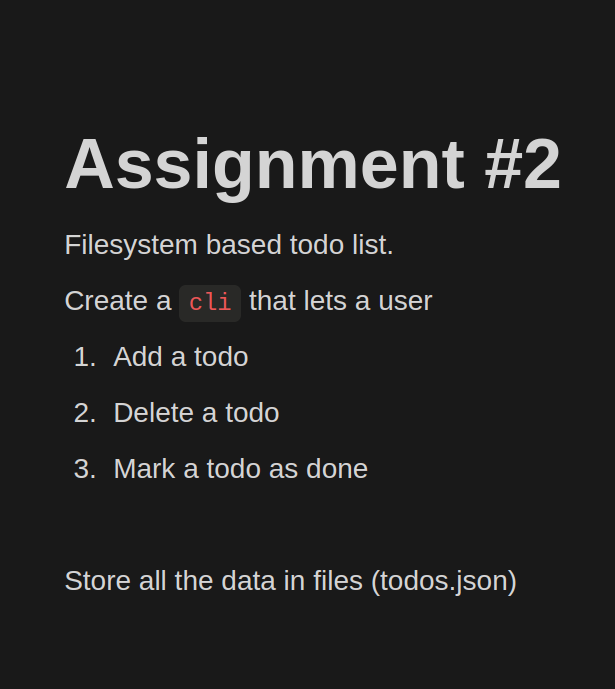 Assignment #2
Filesystem based todo list.
Create a cli that lets a user
1. Add a todo
2. Delete a todo
3. Mark a todo as done
Store all the data in files (todos.json)